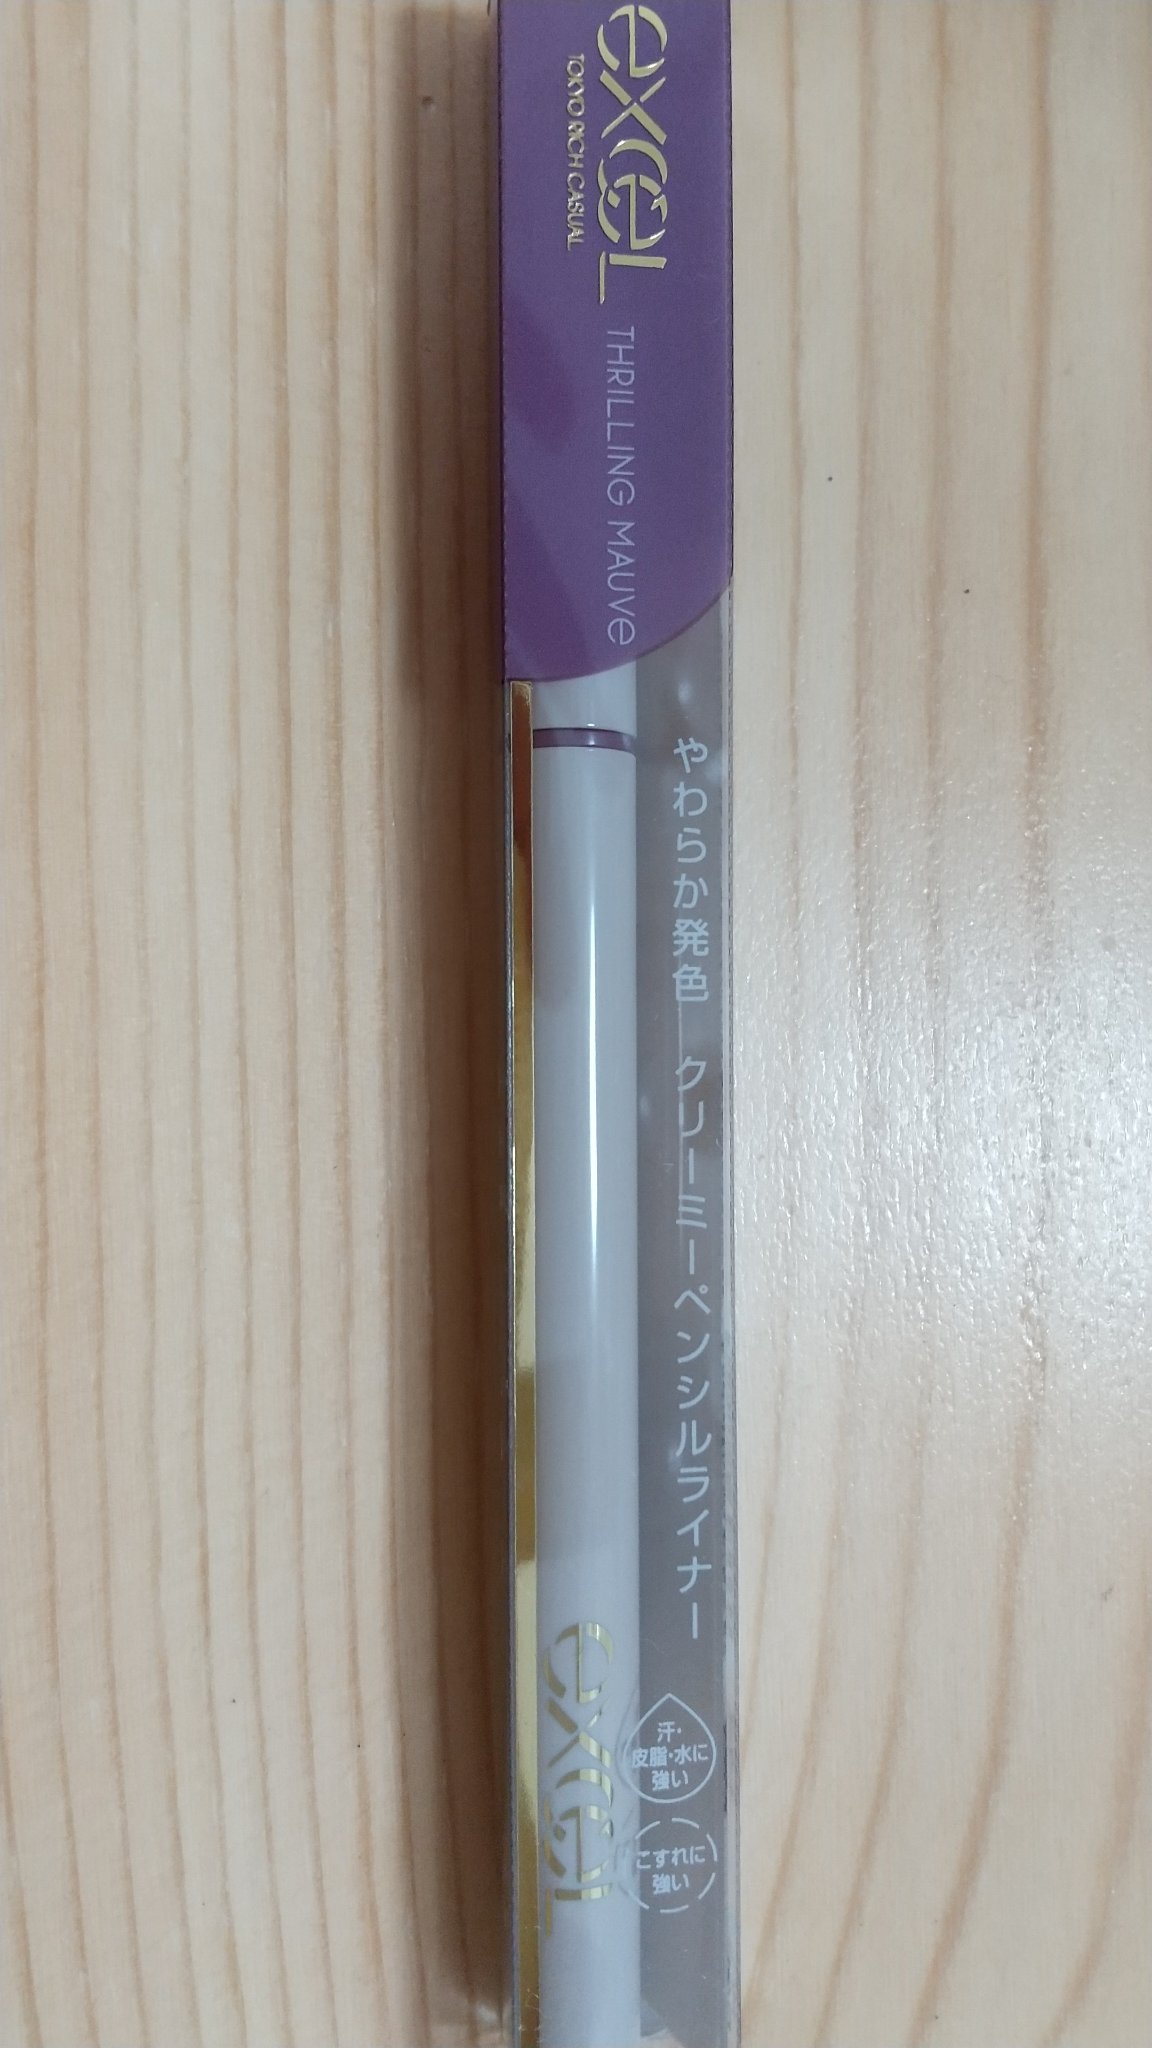 excel
TOKYO RICH CASUAL
THRILLING MAUVe
やわらか発色 クリーミーペンシルライナー
汗・
皮脂・水に
強い
こすれに
強い
excel